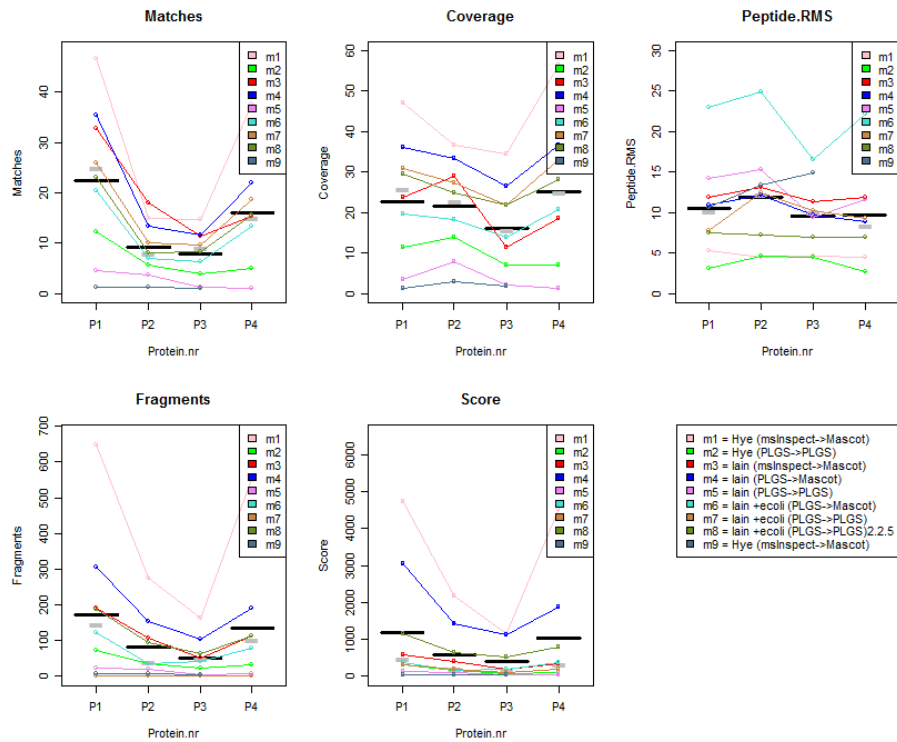 Matches
Matches
0 10 20 30 40
P1 P2 P3 P4
Protein.nr
m1
m2
m3
m4
m5
m6
m7
m8
m9
Coverage
Coverage
0 10 20 30 40 50 60
P1 P2 P3 P4
Protein.nr
m1
m2
m3
m4
m5
m6
m7
m8
m9
Peptide.RMS
Peptide.RMS
0 5 10 15 20 25 30
P1 P2 P3 P4
Protein.nr
m1
m2
m3
m4
m5
m6
m7
m8
m9
Fragments
Fragments
0 100 200 300 400 500 600 700
P1 P2 P3 P4
Protein.nr
m1
m2
m3
m4
m5
m6
m7
m8
m9
Score
Score
0 1000 2000 4000 6000
P1 P2 P3 P4
Protein.nr
m1
m2
m3
m4
m5
m6
m7
m8
m9
m1 = Hye (msInspect->Mascot)
m2 = Hye (PLGS->PLGS)
m3 = Iain (msInspect->Mascot)
m4 = Iain (PLGS->Mascot)
m5 = Iain (PLGS->PLGS)
m6 = Iain +ecoli (PLGS->Mascot)
m7 = Iain +ecoli (PLGS->PLGS)
m8 = Iain +ecoli (PLGS->PLGS)2.2.5
m9 = Hye (msInspect->Mascot)